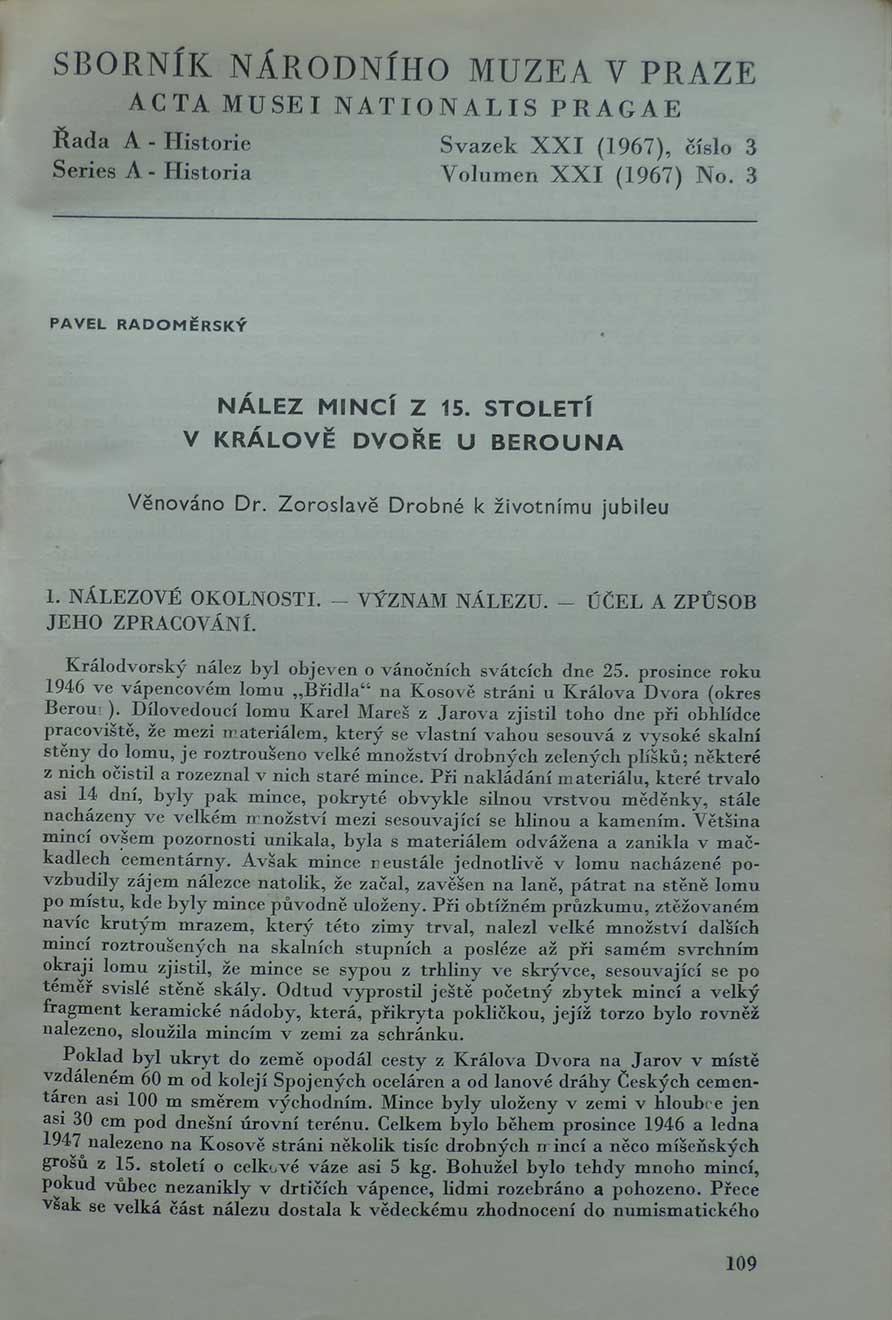 SBORNÍK NÁRODNÍHO MUZEA V PRAZE
ACTA MUSEI NATIONALIS PRAGAE
Řada A - Historie Svazek XXI (1967), číslo 3
Series A - Historia Volumen XXI (1967) No. 3
PAVEL RADOMĚRSKÝ
NÁLEZ MINCÍ Z 15. STOLETÍ
V KRÁLOVĚ DVOŘE U BEROUNA
Věnováno Dr. Zoroslavě Drobné k životnímu jubileu
1. NÁLEZOVÉ OKOLNOSTI. — VÝZNAM NÁLEZU. — ÚČEL A ZPŮSOB
JEHO ZPRACOVÁNÍ.
Králodvorský nález byl objeven o vánočních svátcích dne 25. prosince roku
1946 ve vápencovém lomu „Břidla“ na Kosově stráni u Králova Dvora (okres
Beroun). Dílovedoucí lomu Karel Mareš z Jarova zjistil toho dne při obhlídce
pracoviště, že mezi materiálem, který se vlastní vahou sesouvá z vysoké skalní
stěny do lomu, je roztroušeno velké množství drobných zelených plíšků; některé
z nich očistil a rozeznal v nich staré mince. Při nakládání materiálu, které trvalo
asi 14 dní, byly pak mince, pokryté obvykle silnou vrstvou měděnky, stále
nacházeny ve velkém množství mezi sesouvající se hlinou a kamením. Většina
mincí ovšem pozornosti unikala, byla s materiálem odvážena a zanikla v mač-
kadlech cementárny. Avšak mince neustále jednotlivě v lomu nacházené po-
vzbudily zájem nálezce natolik, že začal, zavěšen na laně, pátrat na stěně lomu
po místu, kde byly mince původně uloženy. Při obtížném průzkumu, ztěžovaném
navíc krutým mrazem, který této zimy trval, nalezl velké množství dalších
mincí roztroušených na skalních stupních a posléze až při samém svrchním
okraji lomu zjistil, že mince se sypou z trhliny ve skrývce, sesouvající se po
téměř svislé stěně skály. Odtud vyprostil ještě početný zbytek mincí a velký
fragment keramické nádoby, která, přikryta pokličkou, jejíž torzo bylo rovněž
nalezeno, sloužila mincím v zemi za schránku.
Poklad byl ukryt do země opodál cesty z Králova Dvora na Jarov v místě
vzdáleném 60 m od kolejí Spojených oceláren a od lanové dráhy Českých cemen-
táren asi 100 m směrem východním. Mince byly uloženy v zemi v hloubce jen
asi 30 cm pod dnešní úrovní terénu. Celkem bylo během prosince 1946 a ledna
1947 nalezeno na Kosově stráni několik tisíc drobných mincí a něco míšeňských
grošů z 15. století o celkové váze asi 5 kg. Bohužel bylo tehdy mnoho mincí,
pokud vůbec nezanikly v drtičích vápence, lidmi rozebráno a pohozeno. Přece
však se velká část nálezu dostala k vědeckému zhodnocení do numismatického
109